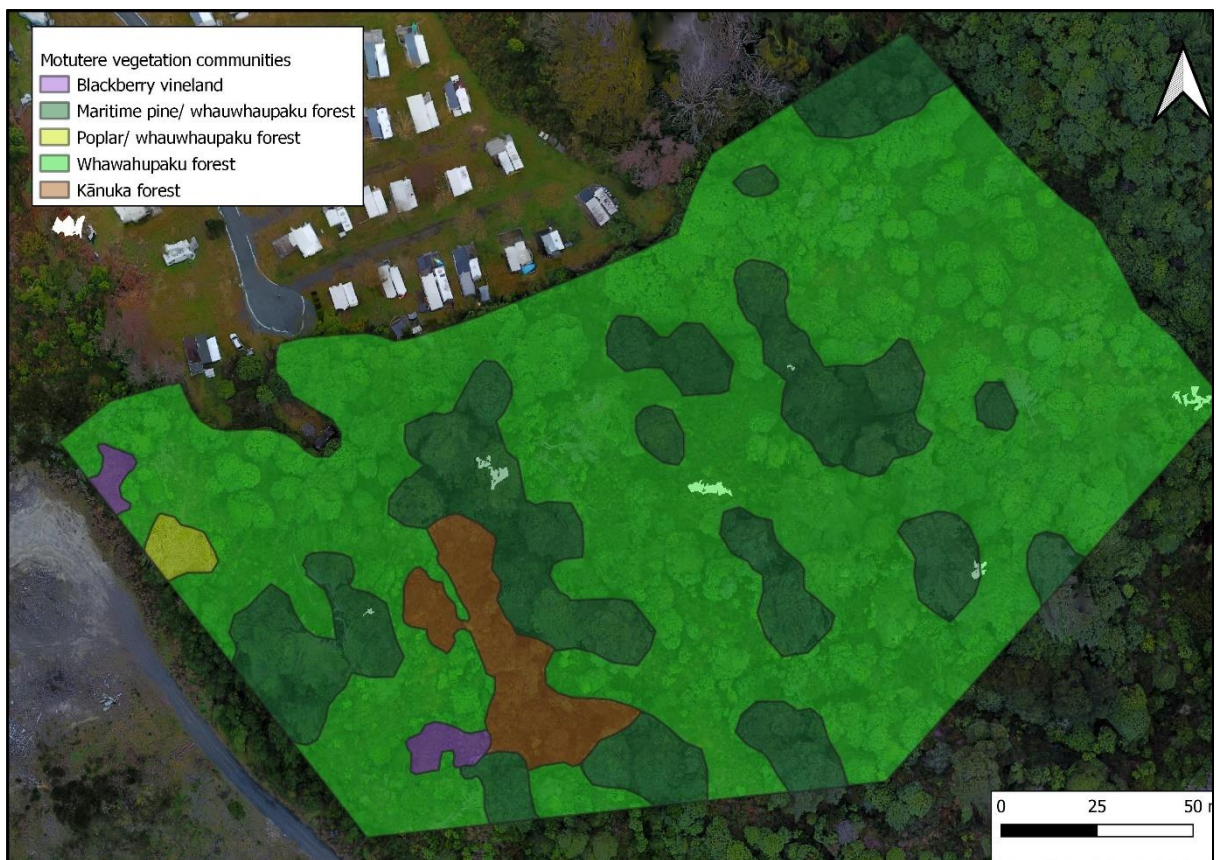 Motutere vegetation communities
Blackberry vineland
Maritime pine/ whauwhaupaku forest
Poplar/ whauwhaupaku forest
Whawahupaku forest
Kānuka forest
0 25 50 m